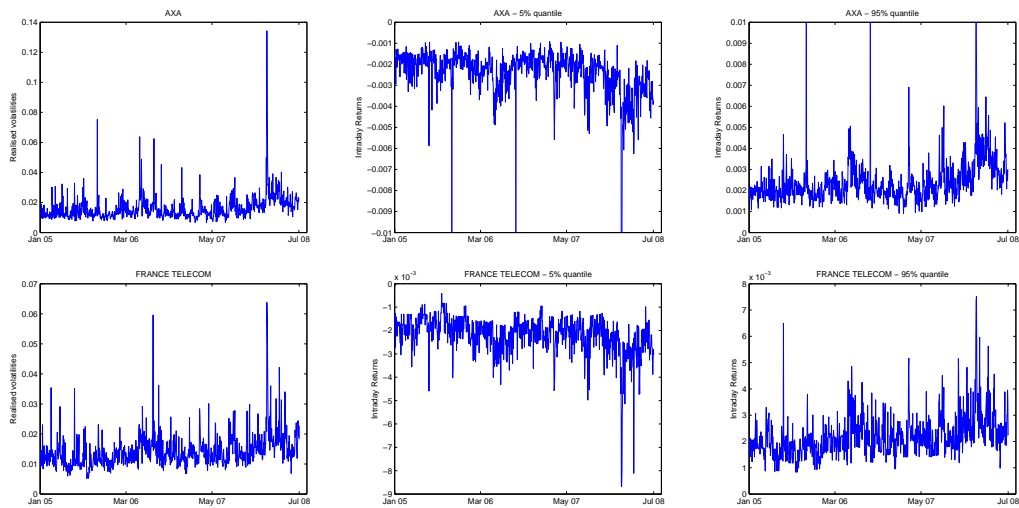 AXA
Realised volatilities
0.14
0.12
0.1
0.08
0.06
0.04
0.02
0
Jan 05
Mar 06
May 07
Jul 08
AXA − 5% quantile
Intraday Returns
−0.001
−0.002
−0.003
−0.004
−0.005
−0.006
−0.007
−0.008
−0.009
−0.01
Jan 05
Mar 06
May 07
Jul 08
AXA − 95% quantile
Intraday Returns
0.01
0.009
0.008
0.007
0.006
0.005
0.004
0.003
0.002
0.001
Jan 05
Mar 06
May 07
Jul 08
FRANCE TELECOM
Realised volatilities
0.07
0.06
0.05
0.04
0.03
0.02
0.01
0
Jan 05
Mar 06
May 07
Jul 08
x 10−3
FRANCE TELECOM − 5% quantile
Intraday Returns
0
−1
−2
−3
−4
−5
−6
−7
−8
−9
Jan 05
Mar 06
May 07
Jul 08
x 10−3
FRANCE TELECOM − 95% quantile
Intraday Returns
8
7
6
5
4
3
2
1
0
Jan 05
Mar 06
May 07
Jul 08